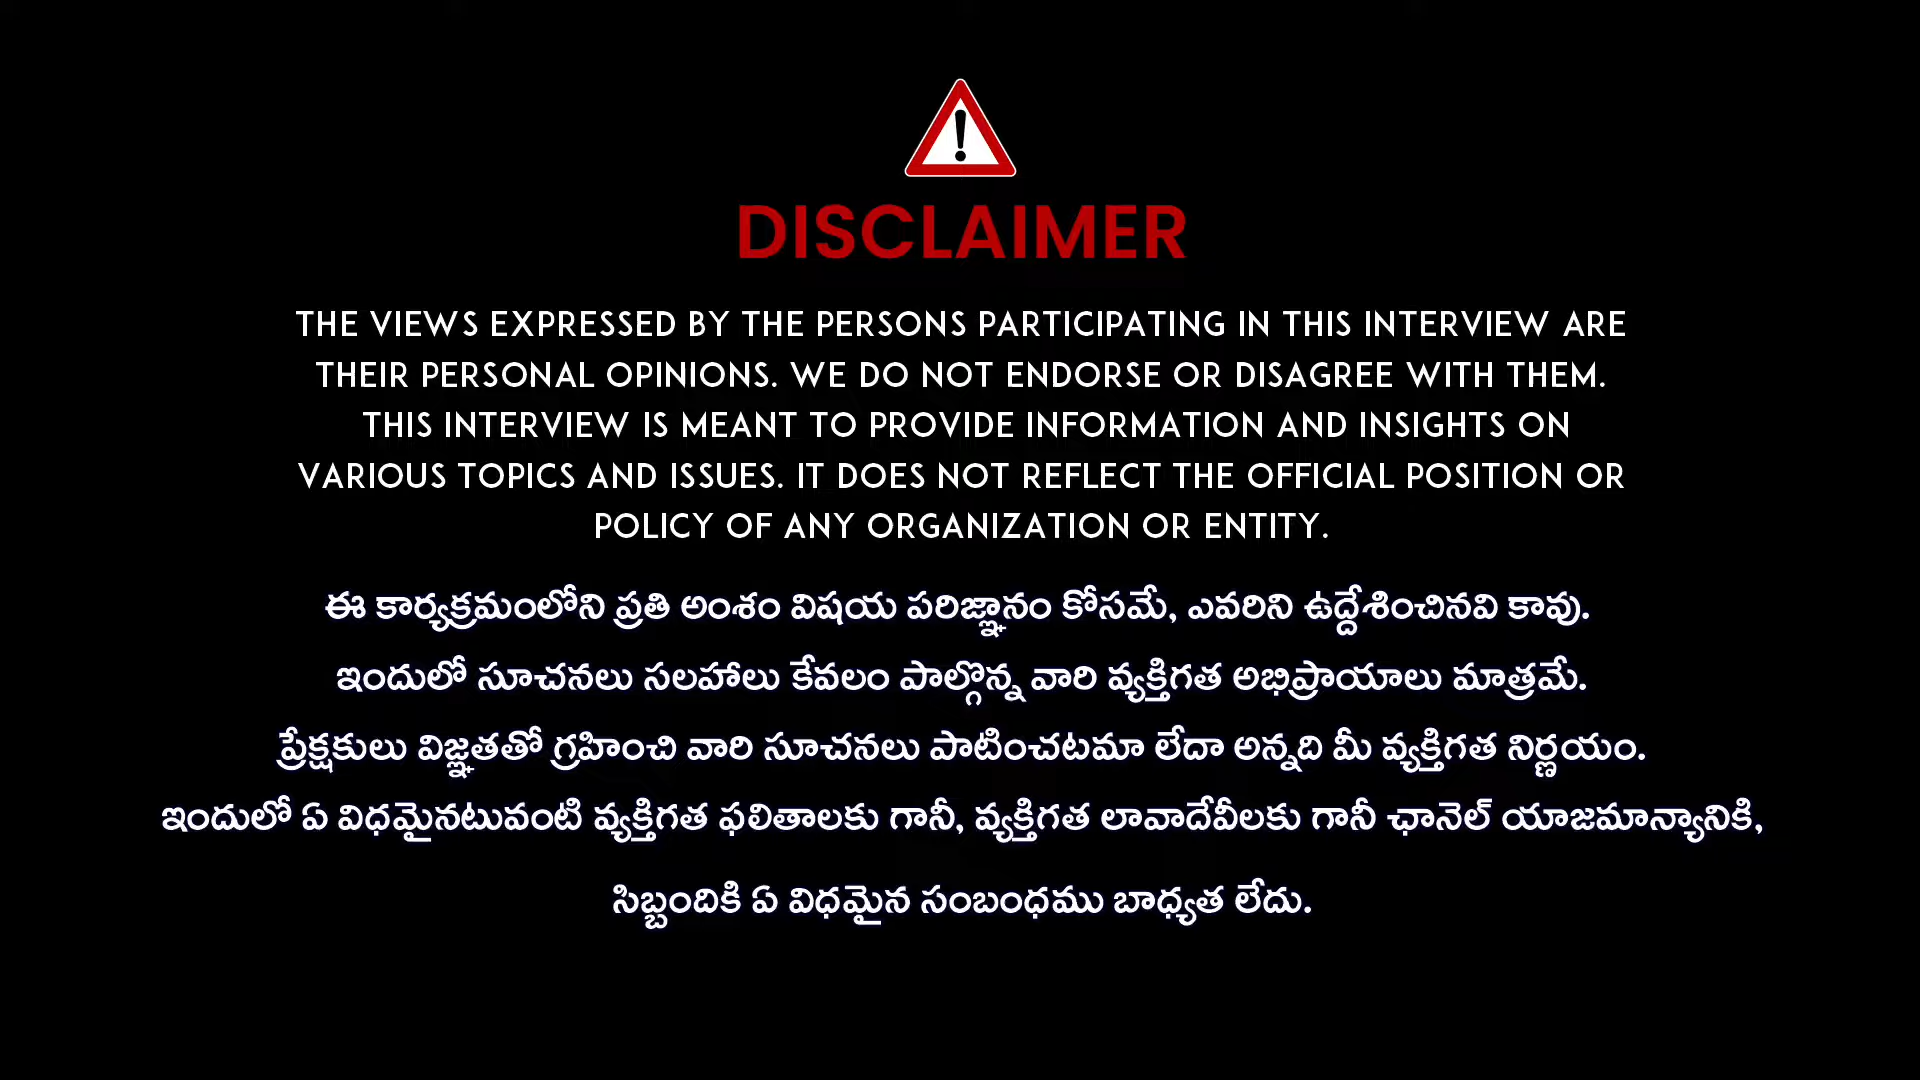 DISCLAIMER
THE VIEWS EXPRESSED BY THE PERSONS PARTICIPATING IN THIS INTERVIEW ARE
THEIR PERSONAL OPINIONS. WE DO NOT ENDORSE OR DISAGREE WITH THEM.
THIS INTERVIEW IS MEANT TO PROVIDE INFORMATION AND INSIGHTS ON
VARIOUS TOPICS AND ISSUES. IT DOES NOT REFLECT THE OFFICIAL POSITION OR
POLICY OF ANY ORGANIZATION OR ENTITY.
ఈ కార్యక్రమంలోని ప్రతి అంశం విషయ పరిజ్ఞానం కోసమే, ఎవరిని ఉద్దేశించినవి కావు.
ఇందులో సూచనలు సలహాలు కేవలం పాల్గొన్న వారి వ్యక్తిగత అభిప్రాయాలు మాత్రమే.
ప్రేక్షకులు విజ్ఞతతో గ్రహించి వారి సూచనలు పాటించటమా లేదా అన్నది మీ వ్యక్తిగత నిర్ణయం.
ఇందులో ఏ విధమైనటువంటి వ్యక్తిగత ఫలితాలకు గానీ, వ్యక్తిగత లావాదేవీలకు గానీ ఛానెల్ యాజమాన్యానికి,
సిబ్బందికి ఏ విధమైన సంబంధము బాధ్యత లేదు.